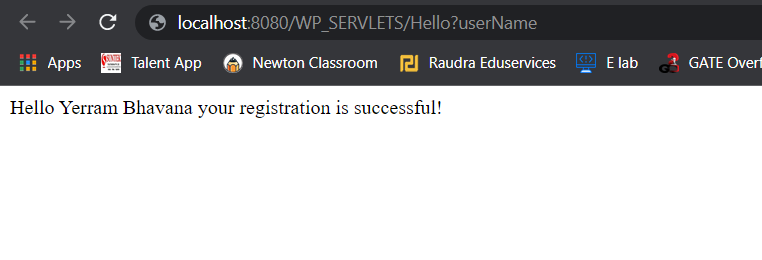 localhost:8080/WP_SERVLETS/Hello?userName
Apps Talent App Newton Classroom Raudra Eduservices E lab GATE Overf
Hello Yerram Bhavana your registration is successful!